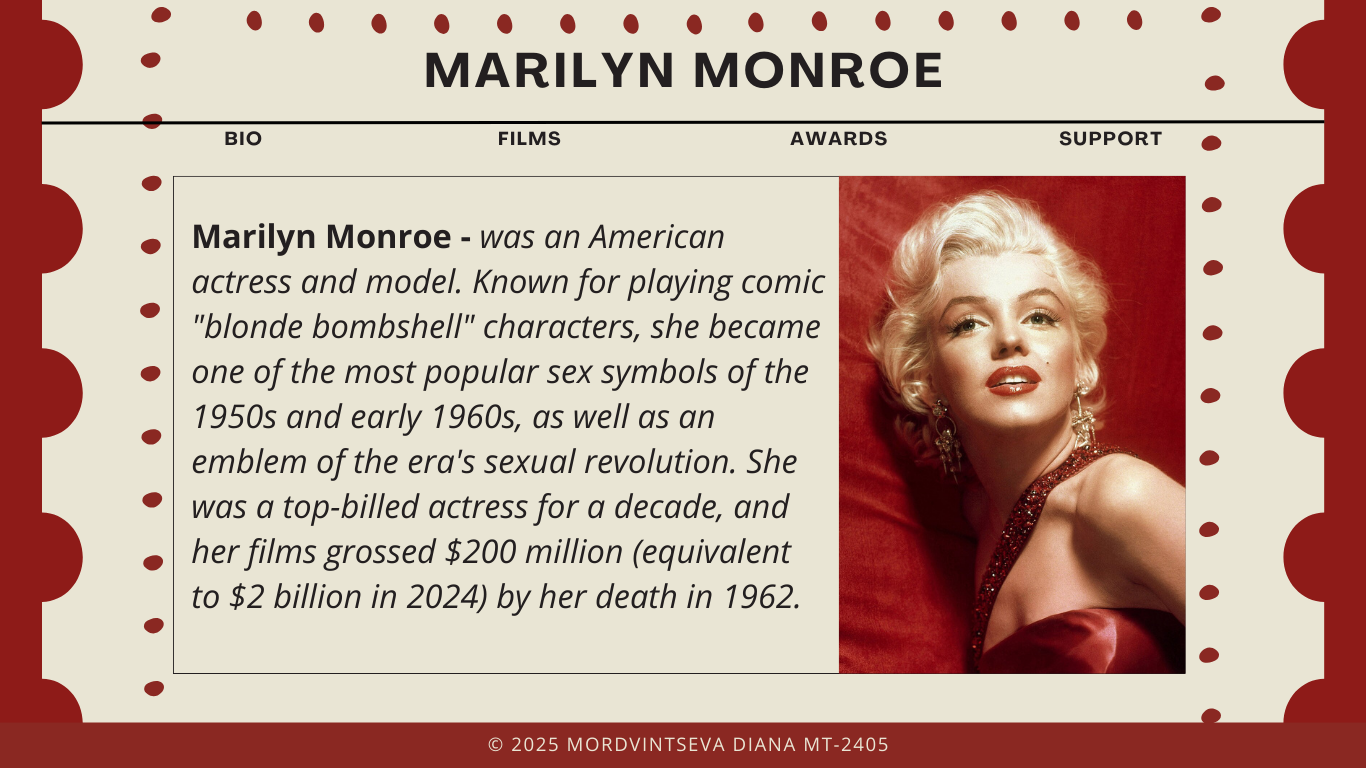 MARILYN MONROE
BIO FILMS AWARDS SUPPORT
Marilyn Monroe - was an American
actress and model. Known for playing comic
"blonde bombshell" characters, she became
one of the most popular sex symbols of the
1950s and early 1960s, as well as an
emblem of the era's sexual revolution. She
was a top-billed actress for a decade, and
her films grossed $200 million (equivalent
to $2 billion in 2024) by her death in 1962.
© 2025 MORDVINTSEVA DIANA MT-2405